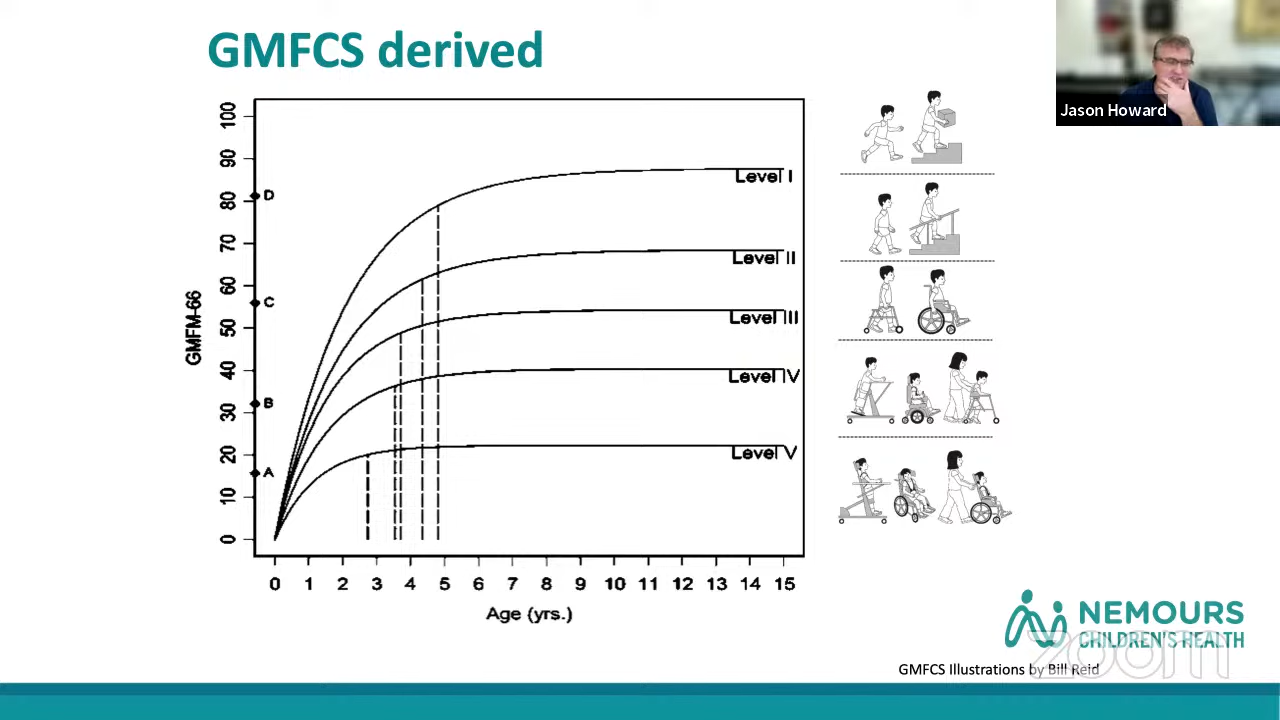 GMFCS derived
Jason Howard
100
90
80
70
60
50
40
30
20
10
0
GMFM-66
D
C
B
A
Level I
Level II
Level III
Level IV
Level V
0 1 2 3 4 5 6 7 8 9 10 11 12 13 14 15
Age (yrs.)
NEMOURS
CHILDREN'S HEALTH
zoom
GMFCS Illustrations by Bill Reid